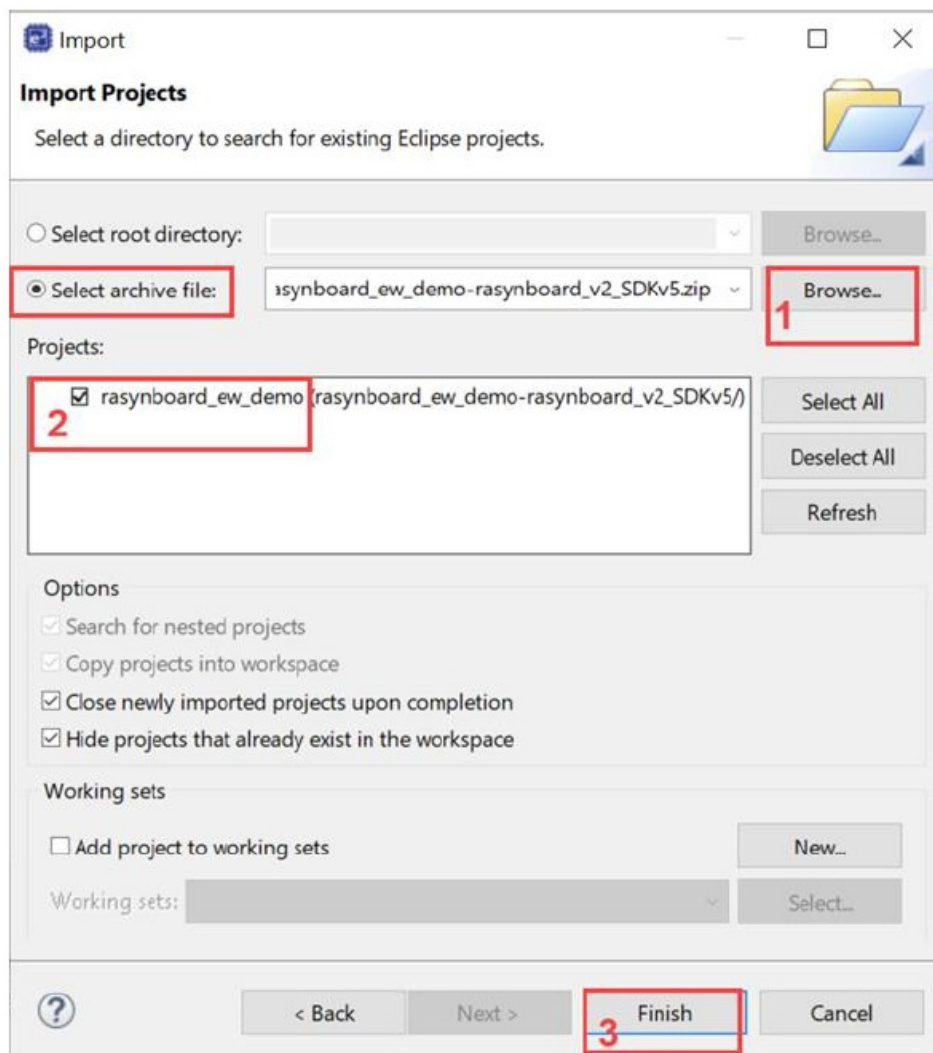 Import
Import Projects
Select a directory to search for existing Eclipse projects.
Select root directory:
Browse...
Select archive file:
asynboard_ew_demo-rasynboard_v2_SDKv5.zip
Browse...
1
Projects:
rasynboard_ew_demo (rasynboard_ew_demo-rasynboard_v2_SDKv5/)
2
Select All
Deselect All
Refresh
Options
Search for nested projects
Copy projects into workspace
Close newly imported projects upon completion
Hide projects that already exist in the workspace
Working sets
Add project to working sets
New...
Working sets:
Select...
?
< Back
Next >
Finish
3
Cancel